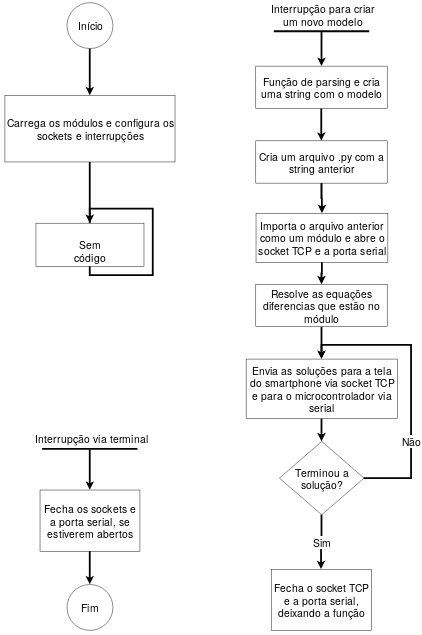 Início
Carrega os módulos e configura os
sockets e interrupções
Sem
código
Interrupção via terminal
Fecha os sockets e
a porta serial, se
estiverem abertos
Fim
Interrupção para criar
um novo modelo
Função de parsing e cria
uma string com o modelo
Cria um arquivo .py com a
string anterior
Importa o arquivo anterior
como um módulo e abre o
socket TCP e a porta serial
Resolve as equações
diferencias que estão no
módulo
Envia as soluções para a tela
do smartphone via socket TCP
e para o microcontrolador via
serial
Não
Terminou a
solução?
Sim
Fecha o socket TCP
e a porta serial,
deixando a função